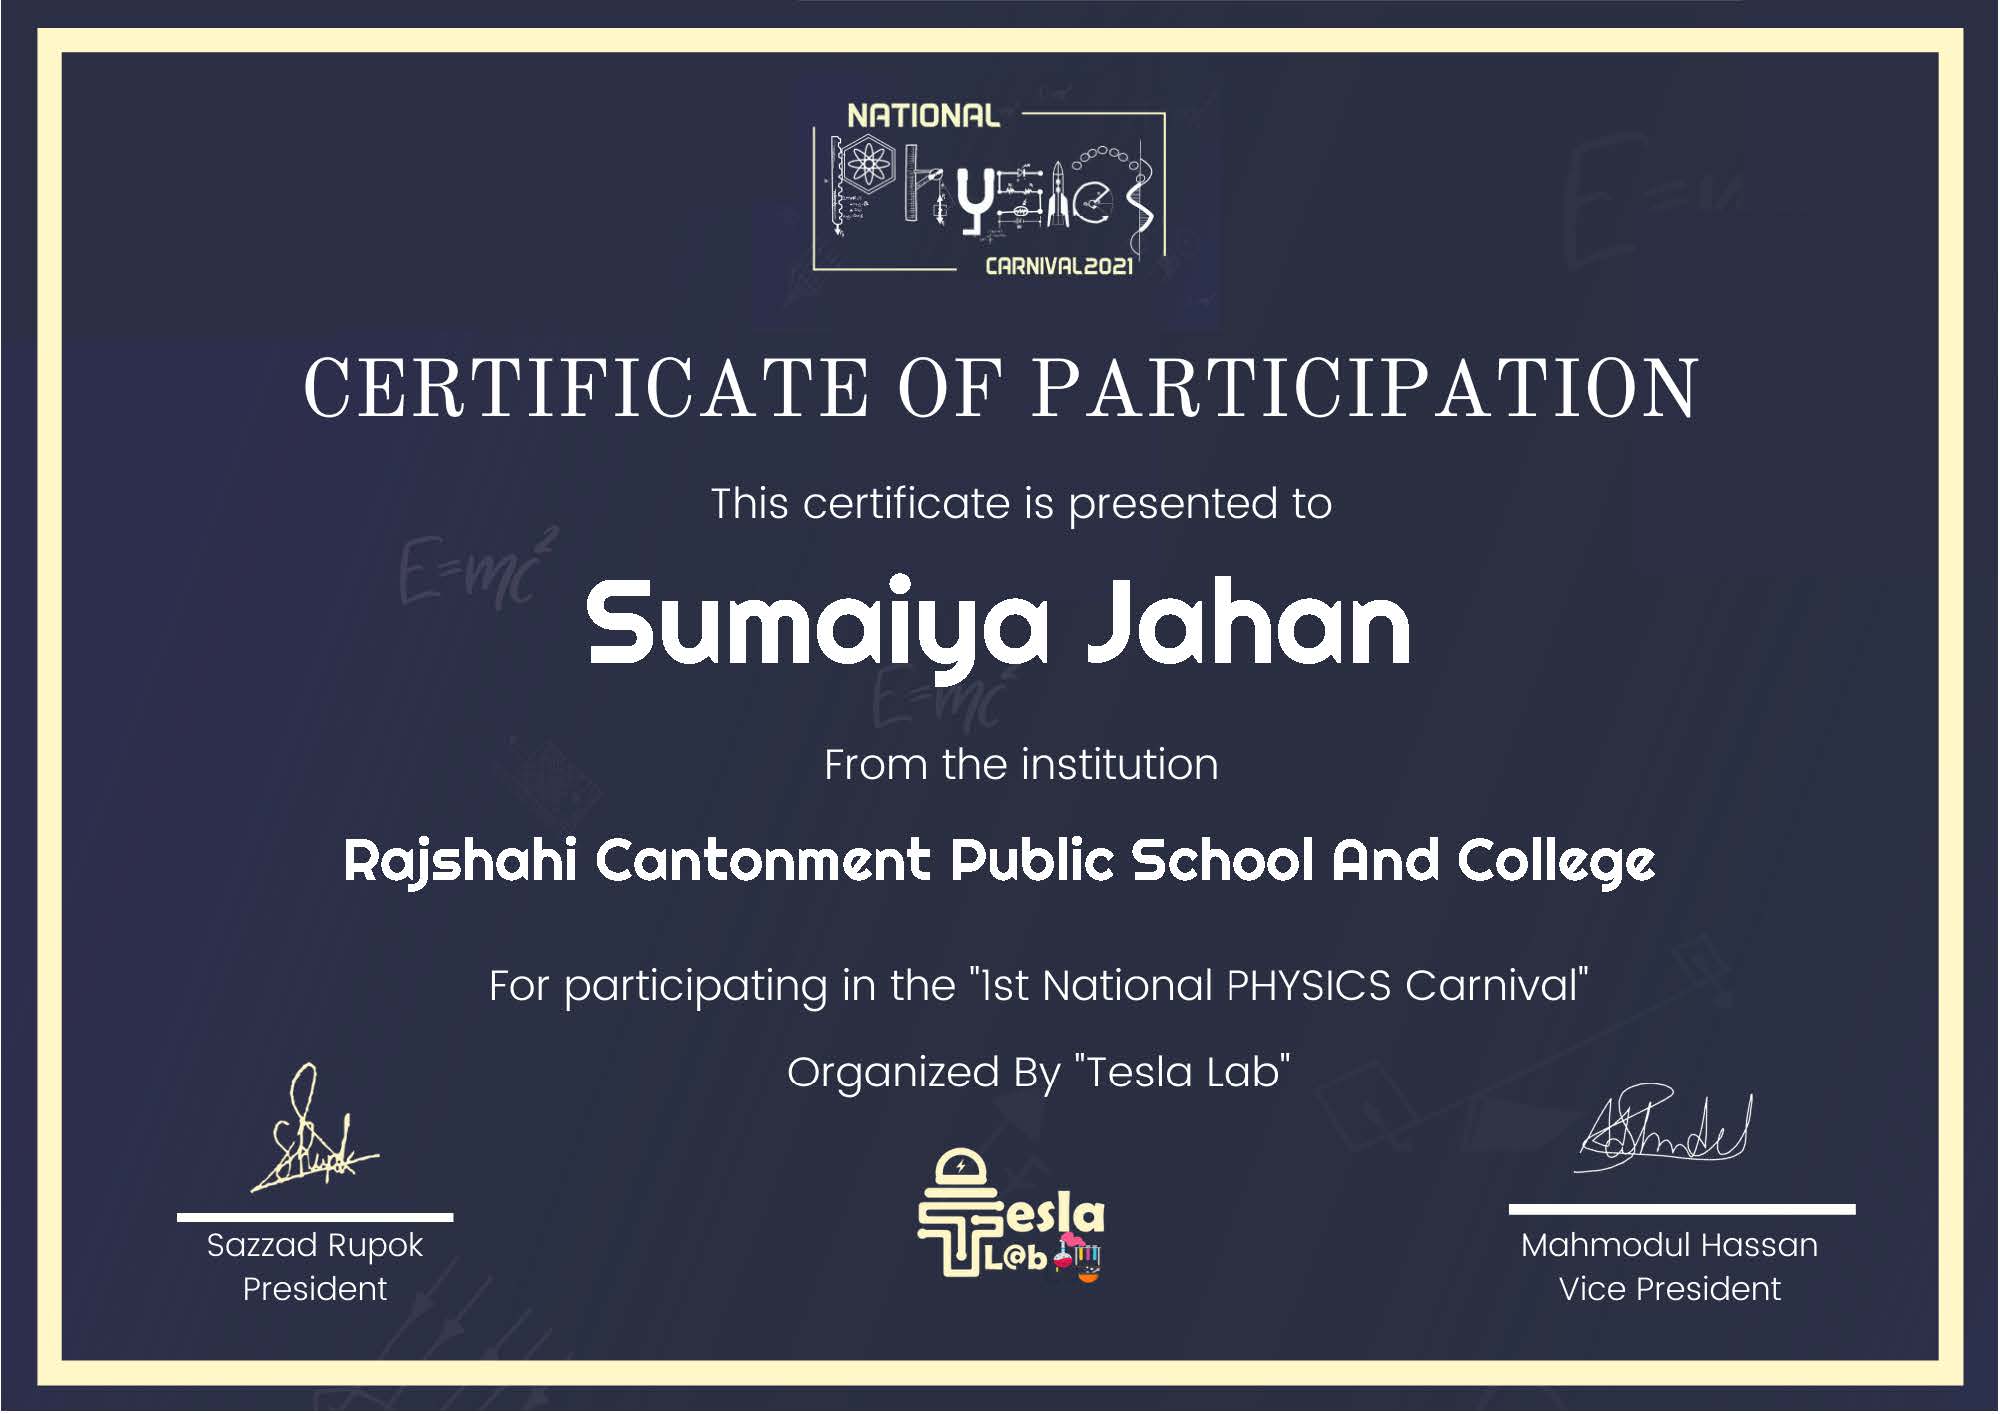 NATIONAL
Physics
CARNIVAL2021
CERTIFICATE OF PARTICIPATION
This certificate is presented to
E=mc²
Sumaiya Jahan
E=mc²
From the institution
Rajshahi Cantonment Public School And College
For participating in the "1st National PHYSICS Carnival"
Organized By "Tesla Lab"
Tesla
L@b
Sazzad Rupok
President
Mahmodul Hassan
Vice President